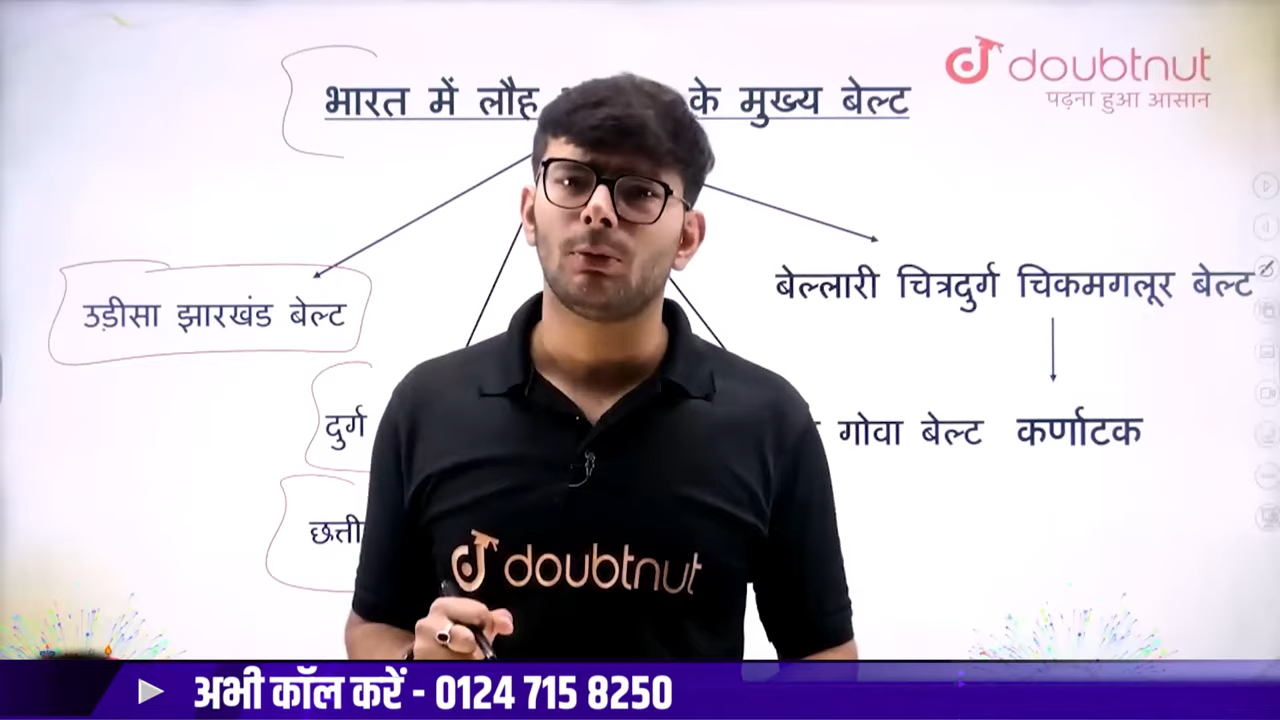 doubtnut
पढ़ना हुआ आसान
भारत में लौह के मुख्य बेल्ट
उड़ीसा झारखंड बेल्ट
बेल्लारी चित्रदुर्ग चिकमगलूर बेल्ट
दुर्ग
गोवा बेल्ट कर्णाटक
doubtnut
अभी कॉल करें - 0124 715 8250